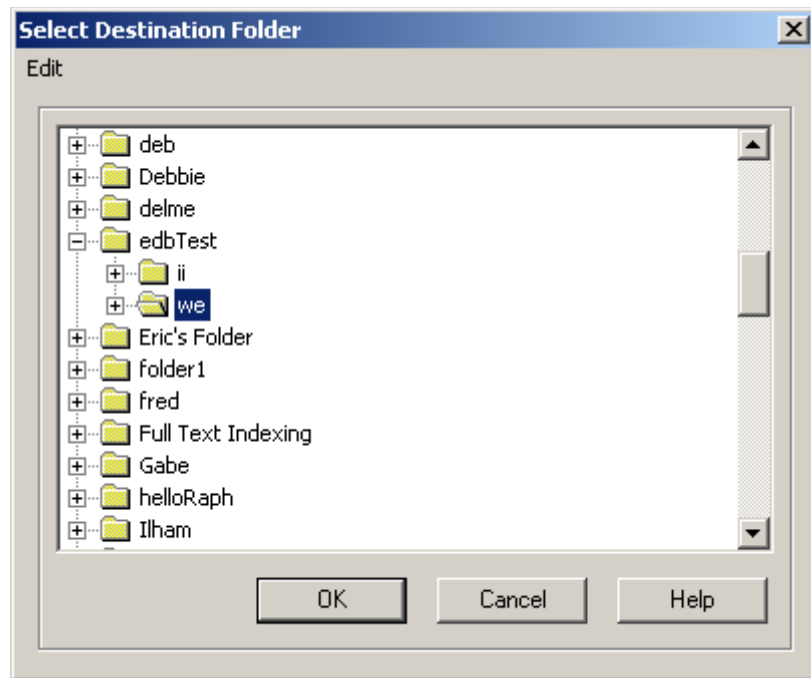 Select Destination Folder
Edit
deb
Debbie
delme
edbTest
ii
we
Eric's Folder
folder1
fred
Full Text Indexing
Gabe
helloRaph
Ilham
OK Cancel Help